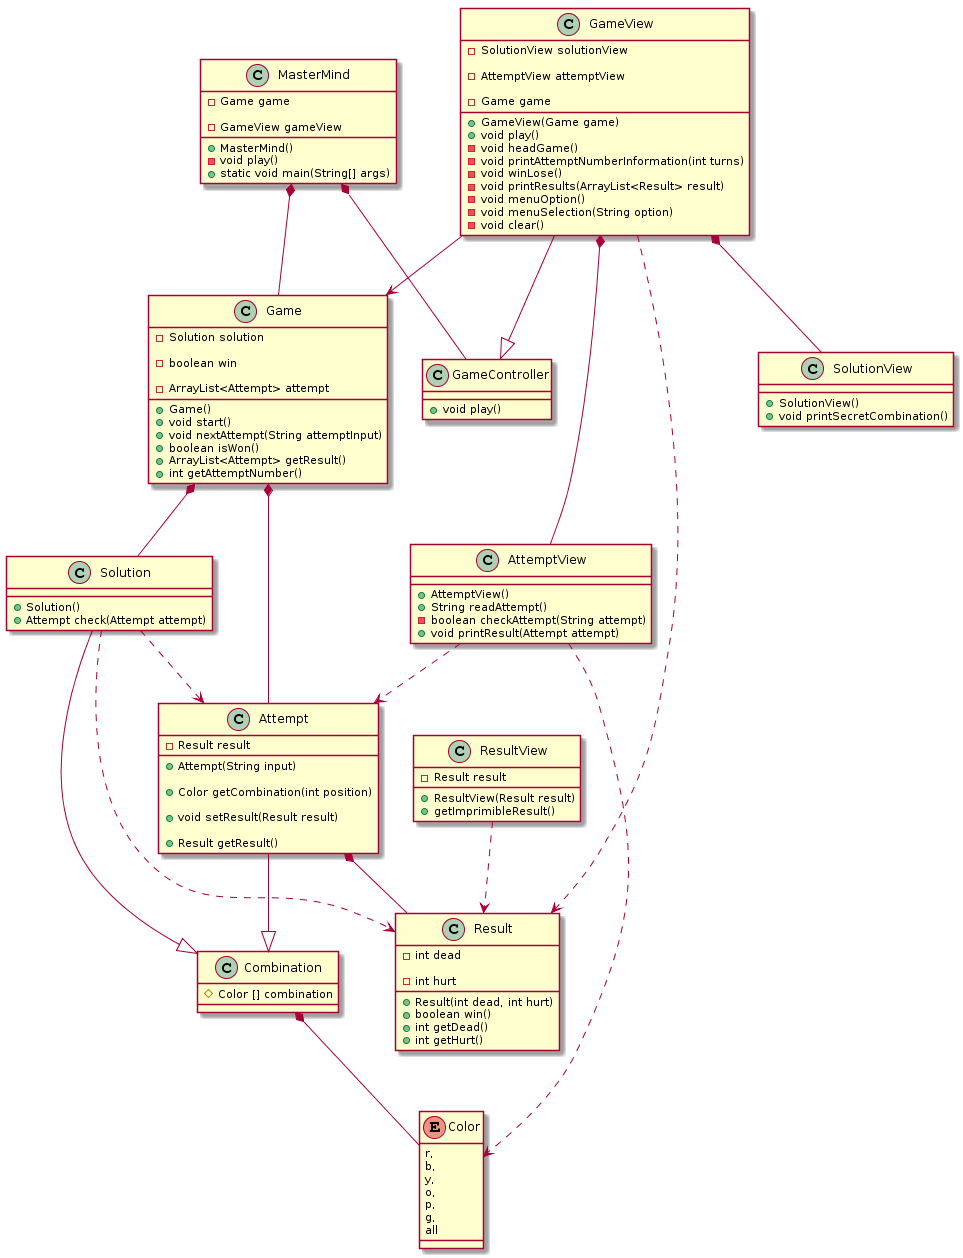 C GameView
SolutionView solutionView
AttemptView attemptView
Game game
GameView(Game game)
void play()
void headGame()
void printAttemptNumberInformation(int turns)
void winLose()
void printResults(ArrayList<Result> result)
void menuOption()
void menuSelection(String option)
void clear()
C MasterMind
Game game
GameView gameView
MasterMind()
void play()
static void main(String[] args)
C Game
Solution solution
boolean win
ArrayList<Attempt> attempt
Game()
void start()
void nextAttempt(String attemptInput)
boolean isWon()
ArrayList<Attempt> getResult()
int getAttemptNumber()
C GameController
void play()
C SolutionView
SolutionView()
void printSecretCombination()
C Solution
Solution()
Attempt check(Attempt attempt)
C AttemptView
AttemptView()
String readAttempt()
boolean checkAttempt(String attempt)
void printResult(Attempt attempt)
C Attempt
Result result
Attempt(String input)
Color getCombination(int position)
void setResult(Result result)
Result getResult()
C ResultView
Result result
ResultView(Result result)
getImprimibleResult()
C Result
int dead
int hurt
Result(int dead, int hurt)
boolean win()
int getDead()
int getHurt()
C Combination
Color [] combination
E Color
r,
b,
y,
o,
p,
g,
all